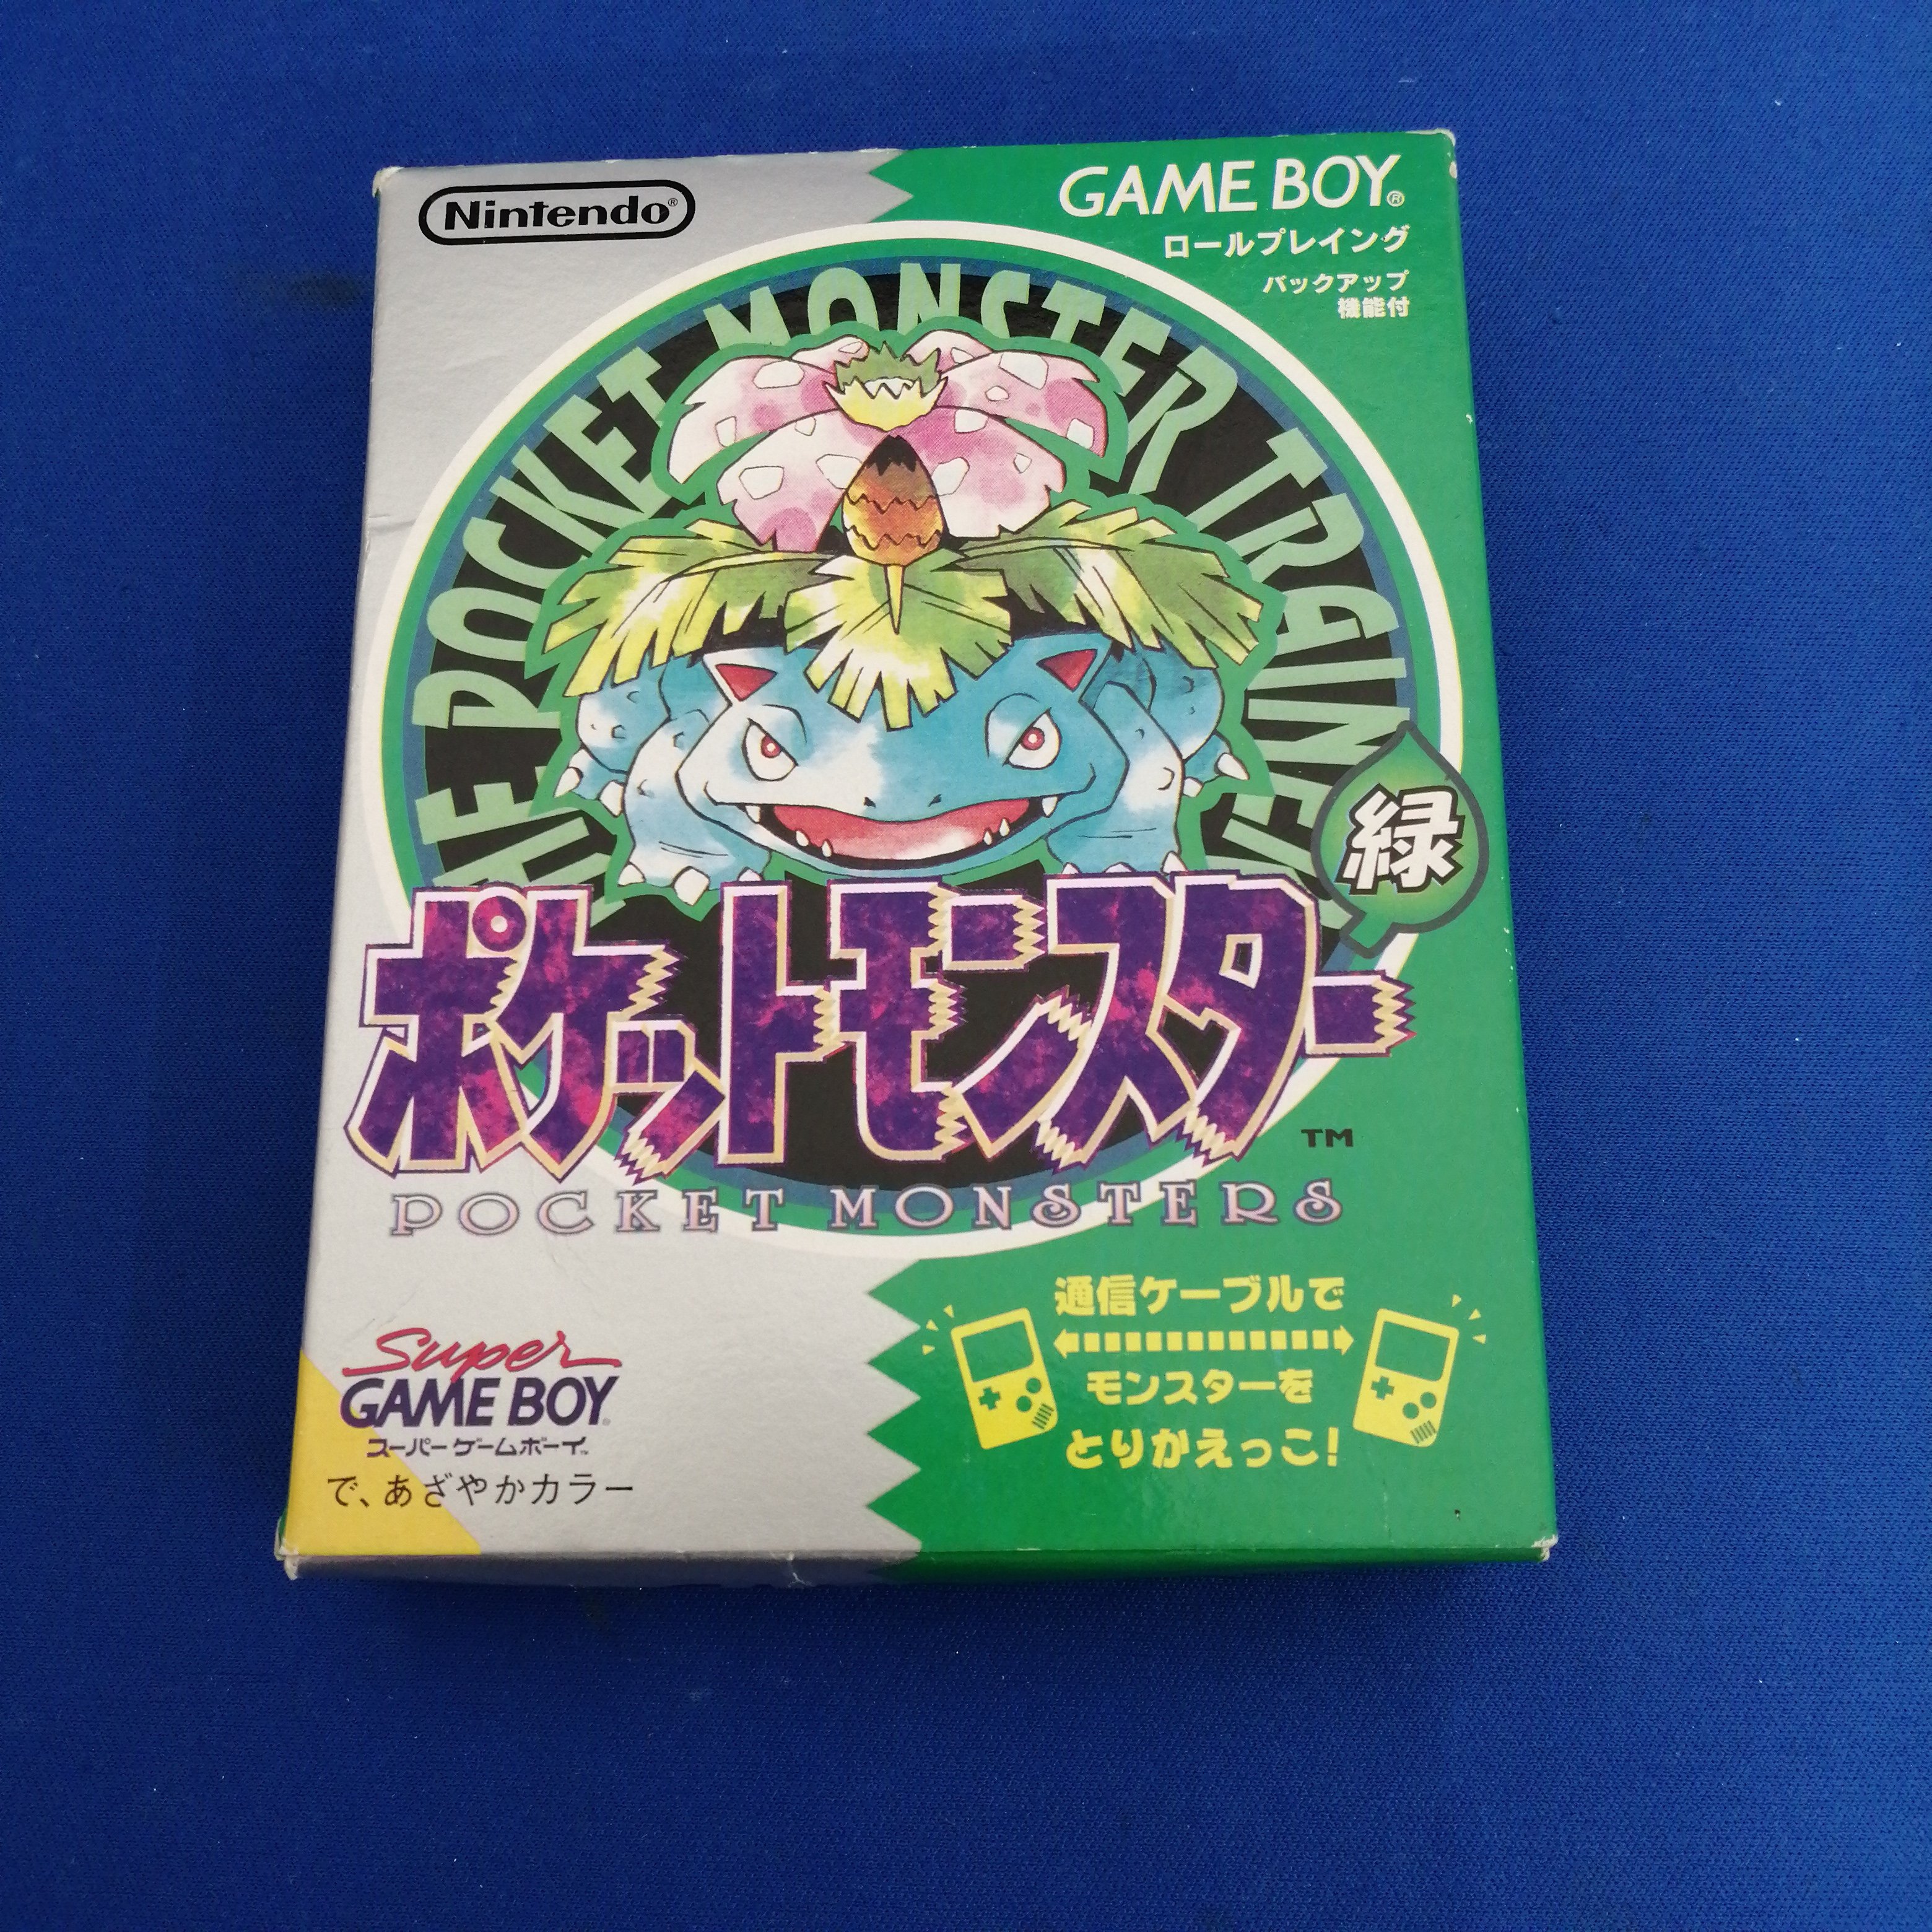 Nintendo®
GAME BOY®
ロールプレイング
バックアップ
機能付
THE POCKET MONSTER TRAINER
緑
ポケットモンスター
TM
POCKET MONSTERS
通信ケーブルで
モンスターを
とりかえっこ!
Super
GAME BOY
スーパーゲームボーイ
で、あざやかカラー